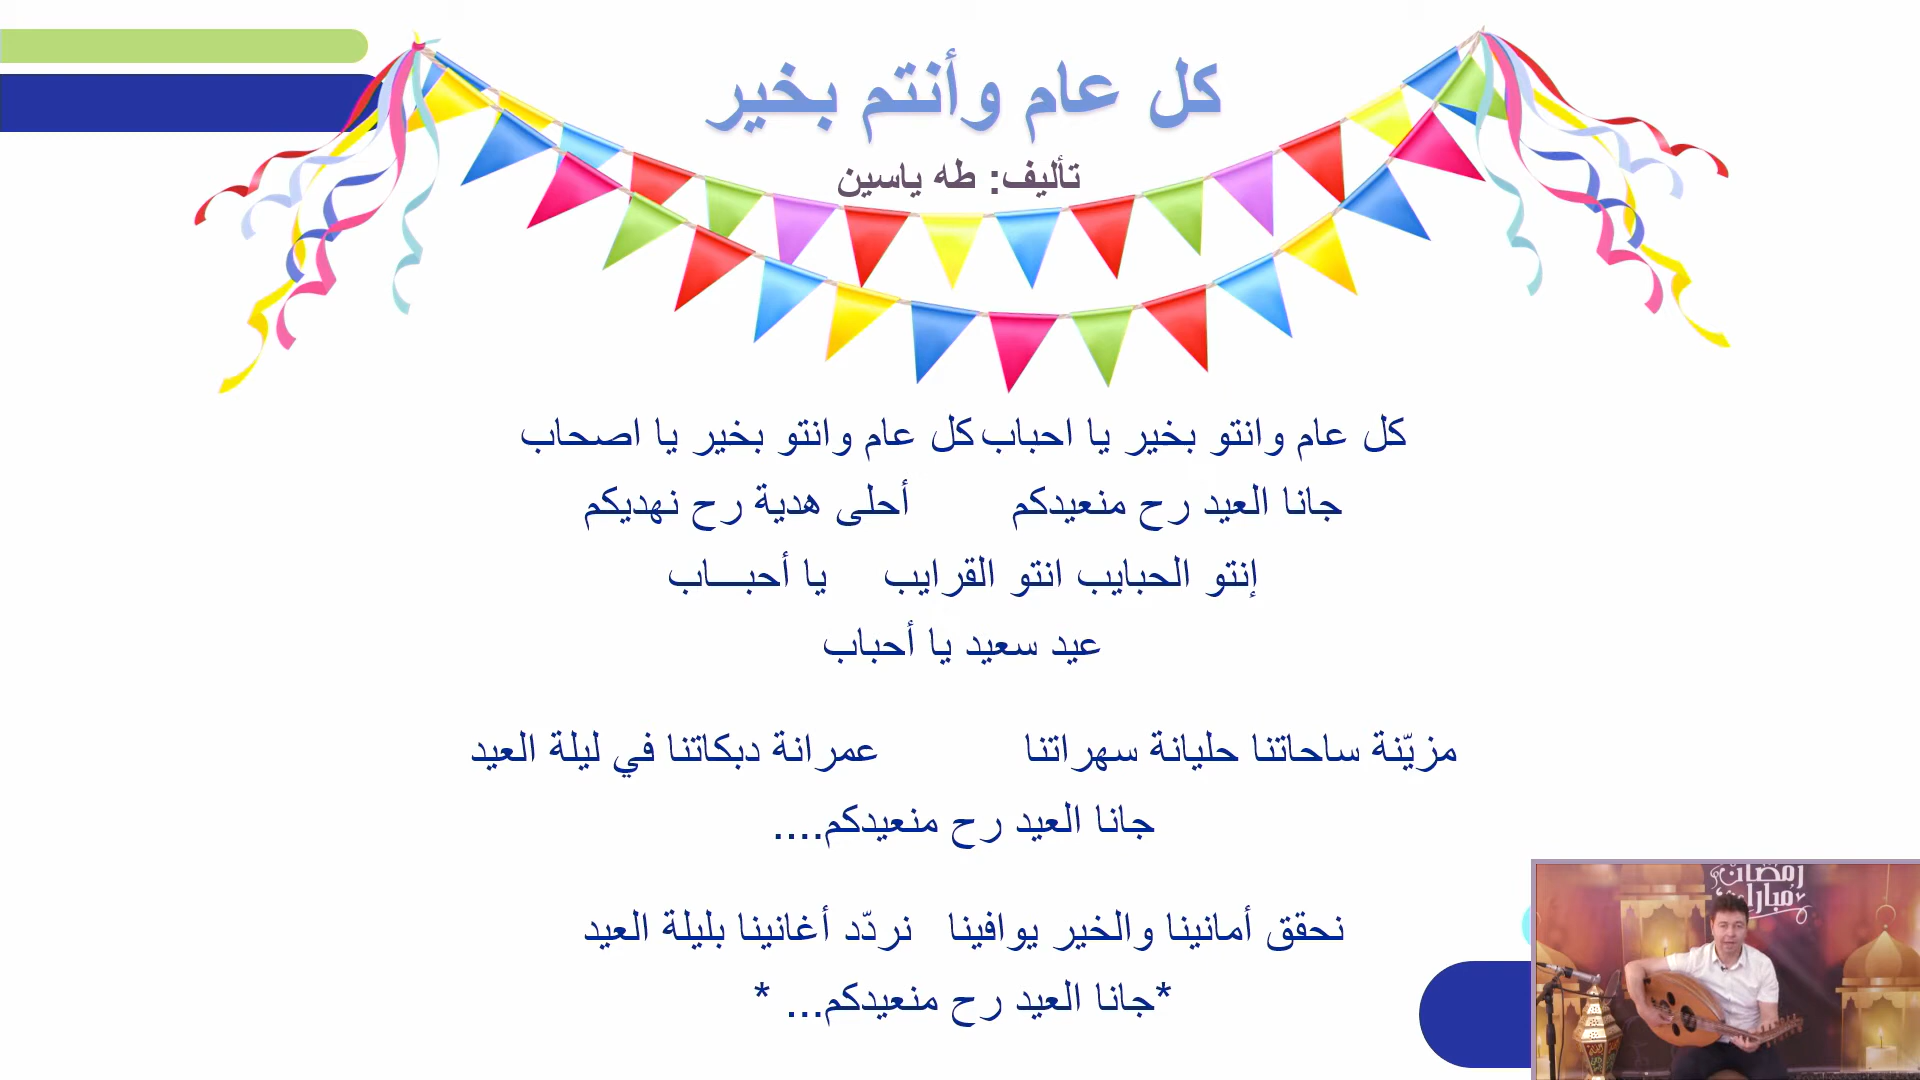 كل عام وأنتم بخير
تأليف: طه ياسين
كل عام وانتو بخير يا احباب كل عام وانتو بخير يا اصحاب
جانا العيد رح منعيدكم أحلى هدية رح نهديكم
إنتو الحبايب انتو القرايب يا أحبـــاب
عيد سعيد يا أحباب
مزيّنة ساحاتنا حليانة سهراتنا عمرانة دبكاتنا في ليلة العيد
جانا العيد رح منعيدكم....
نحقق أمانينا والخير يوافينا نردّد أغانينا بليلة العيد
*جانا العيد رح منعيدكم... *
رمضان
مبارك